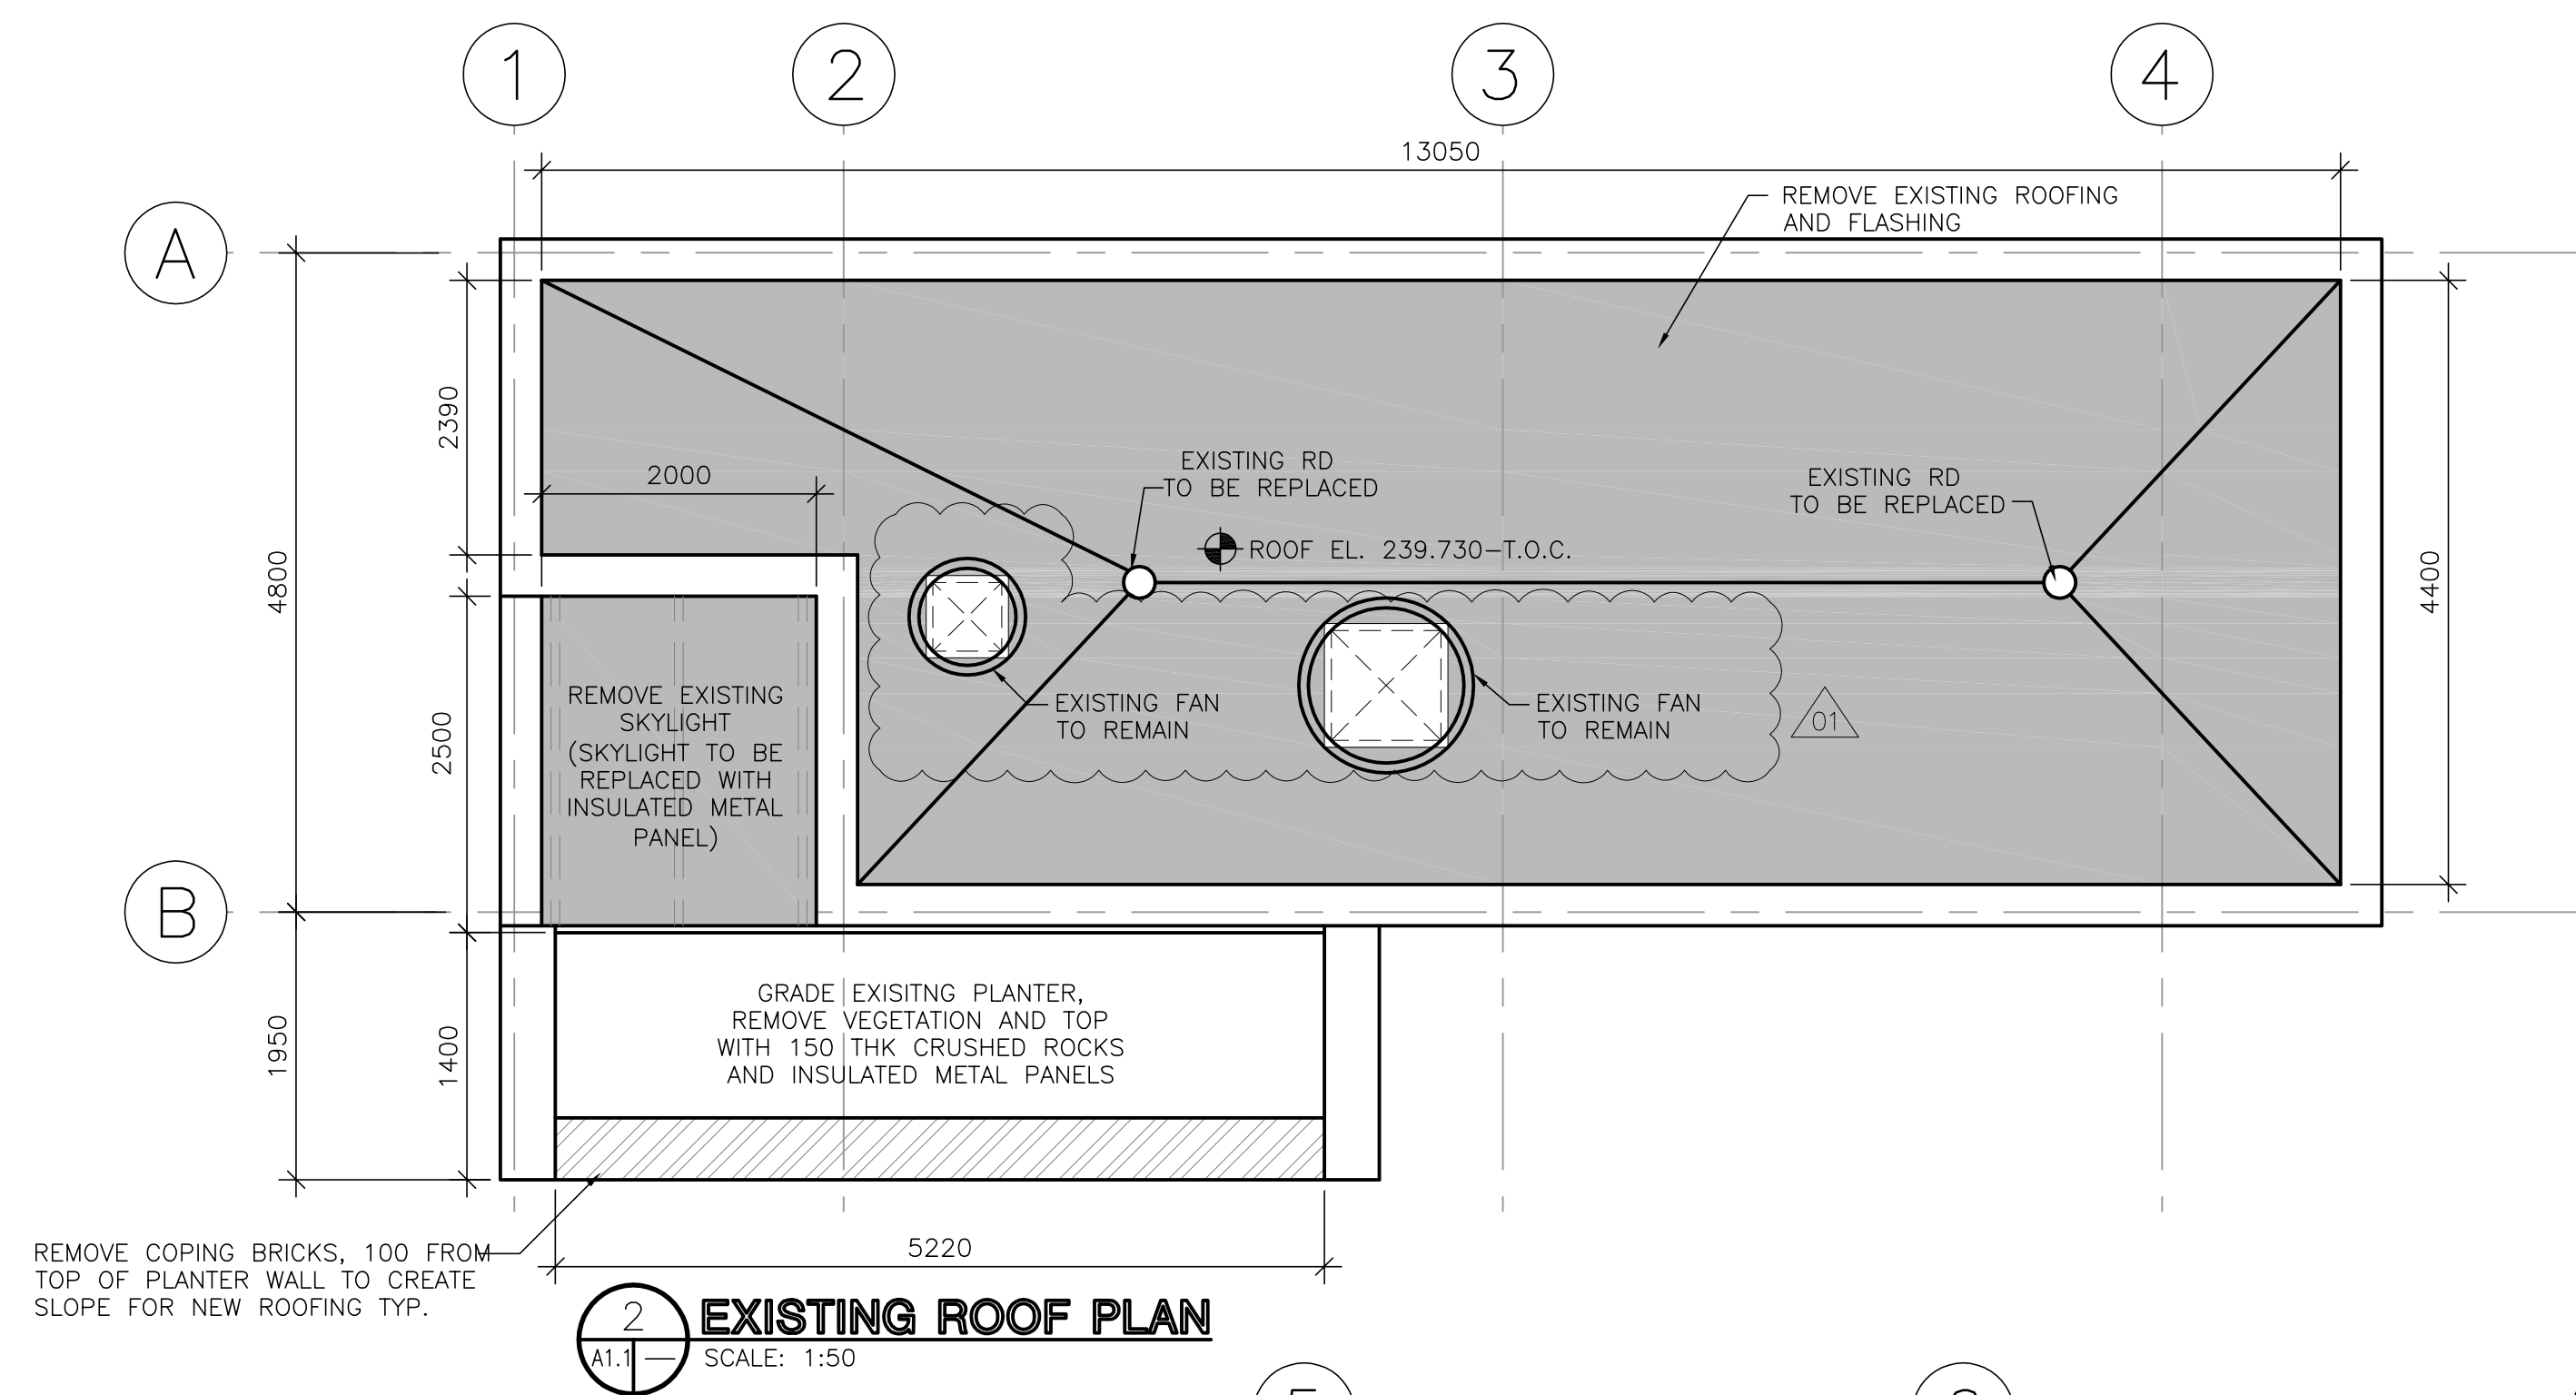 1
2
3
4
13050
REMOVE EXISTING ROOFING
AND FLASHING
A
2390
2000
EXISTING RD
TO BE REPLACED
EXISTING RD
TO BE REPLACED
ROOF EL. 239.730-T.O.C.
4800
4400
2500
REMOVE EXISTING
SKYLIGHT
(SKYLIGHT TO BE
REPLACED WITH
INSULATED METAL
PANEL)
EXISTING FAN
TO REMAIN
EXISTING FAN
TO REMAIN
01
B
1950
1400
GRADE EXISITNG PLANTER,
REMOVE VEGETATION AND TOP
WITH 150 THK CRUSHED ROCKS
AND INSULATED METAL PANELS
REMOVE COPING BRICKS, 100 FROM
TOP OF PLANTER WALL TO CREATE
SLOPE FOR NEW ROOFING TYP.
5220
2
A1.1 —
EXISTING ROOF PLAN
SCALE: 1:50